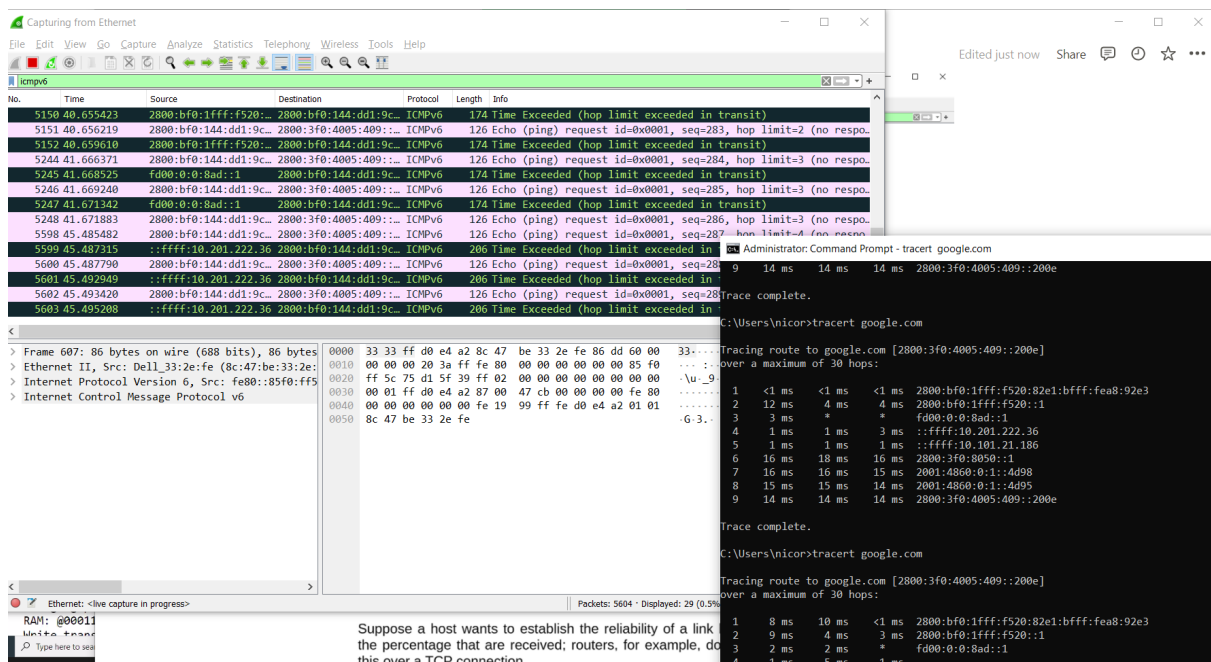 Capturing from Ethernet
File Edit View Go Capture Analyze Statistics Telephony Wireless Tools Help
icmpv6
No. Time Source Destination Protocol Length Info
5150 40.655423 2800:bf0:1fff:f520:… 2800:bf0:144:dd1:9c… ICMPv6 174 Time Exceeded (hop limit exceeded in transit)
5151 40.656219 2800:bf0:144:dd1:9c… 2800:3f0:4005:409::… ICMPv6 126 Echo (ping) request id=0x0001, seq=283, hop limit=2 (no respo…
5152 40.659610 2800:bf0:1fff:f520:… 2800:bf0:144:dd1:9c… ICMPv6 174 Time Exceeded (hop limit exceeded in transit)
5244 41.666371 2800:bf0:144:dd1:9c… 2800:3f0:4005:409::… ICMPv6 126 Echo (ping) request id=0x0001, seq=284, hop limit=3 (no respo…
5245 41.668525 fd00:0:0:8ad::1 2800:bf0:144:dd1:9c… ICMPv6 174 Time Exceeded (hop limit exceeded in transit)
5246 41.669240 2800:bf0:144:dd1:9c… 2800:3f0:4005:409::… ICMPv6 126 Echo (ping) request id=0x0001, seq=285, hop limit=3 (no respo…
5247 41.671342 fd00:0:0:8ad::1 2800:bf0:144:dd1:9c… ICMPv6 174 Time Exceeded (hop limit exceeded in transit)
5248 41.671883 2800:bf0:144:dd1:9c… 2800:3f0:4005:409::… ICMPv6 126 Echo (ping) request id=0x0001, seq=286, hop limit=3 (no respo…
5598 45.485482 2800:bf0:144:dd1:9c… 2800:3f0:4005:409::… ICMPv6 126 Echo (ping) request id=0x0001, seq=287, hop limit=4 (no respo
5599 45.487315 ::ffff:10.201.222.36 2800:bf0:144:dd1:9c… ICMPv6 206 Time Exceeded (hop limit exceeded in
5600 45.487790 2800:bf0:144:dd1:9c… 2800:3f0:4005:409::… ICMPv6 126 Echo (ping) request id=0x0001, seq=28
5601 45.492949 ::ffff:10.201.222.36 2800:bf0:144:dd1:9c… ICMPv6 206 Time Exceeded (hop limit exceeded in
5602 45.493420 2800:bf0:144:dd1:9c… 2800:3f0:4005:409::… ICMPv6 126 Echo (ping) request id=0x0001, seq=28
5603 45.495208 ::ffff:10.201.222.36 2800:bf0:144:dd1:9c… ICMPv6 206 Time Exceeded (hop limit exceeded in
Frame 607: 86 bytes on wire (688 bits), 86 bytes
Ethernet II, Src: Dell_33:2e:fe (8c:47:be:33:2e:
Internet Protocol Version 6, Src: fe80::85f0:ff5
Internet Control Message Protocol v6
0000 33 33 ff d0 e4 a2 8c 47 be 33 2e fe 86 dd 60 00 33·····
0010 00 00 00 20 3a ff fe 80 00 00 00 00 00 00 85 f0 ··· :··
0020 ff 5c 75 d1 5f 39 ff 02 00 00 00 00 00 00 00 00 ·\u·_9·
0030 00 01 ff d0 e4 a2 87 00 47 cb 00 00 00 00 fe 80 ·······
0040 00 00 00 00 00 00 fe 19 99 ff fe d0 e4 a2 01 01 ·······
0050 8c 47 be 33 2e fe ·G·3.·
Ethernet: <live capture in progress>
Packets: 5604 · Displayed: 29 (0.5%
RAM: @00011
Type here to sea
Suppose a host wants to establish the reliability of a link
the percentage that are received; routers, for example, do
this over a TCP connection
Edited just now Share
Administrator: Command Prompt - tracert google.com
9 14 ms 14 ms 14 ms 2800:3f0:4005:409::200e
Trace complete.
C:\Users\nicor>tracert google.com
Tracing route to google.com [2800:3f0:4005:409::200e]
over a maximum of 30 hops:
1 <1 ms <1 ms <1 ms 2800:bf0:1fff:f520:82e1:bfff:fea8:92e3
2 12 ms 4 ms 4 ms 2800:bf0:1fff:f520::1
3 3 ms * * fd00:0:0:8ad::1
4 1 ms 1 ms 3 ms ::ffff:10.201.222.36
5 1 ms 1 ms 1 ms ::ffff:10.101.21.186
6 16 ms 18 ms 16 ms 2800:3f0:8050::1
7 16 ms 16 ms 15 ms 2001:4860:0:1::4d98
8 15 ms 15 ms 14 ms 2001:4860:0:1::4d95
9 14 ms 14 ms 14 ms 2800:3f0:4005:409::200e
Trace complete.
C:\Users\nicor>tracert google.com
Tracing route to google.com [2800:3f0:4005:409::200e]
over a maximum of 30 hops:
1 8 ms 10 ms <1 ms 2800:bf0:1fff:f520:82e1:bfff:fea8:92e3
2 9 ms 4 ms 3 ms 2800:bf0:1fff:f520::1
3 2 ms 2 ms * fd00:0:0:8ad::1
4 1 ms 5 ms 1 ms